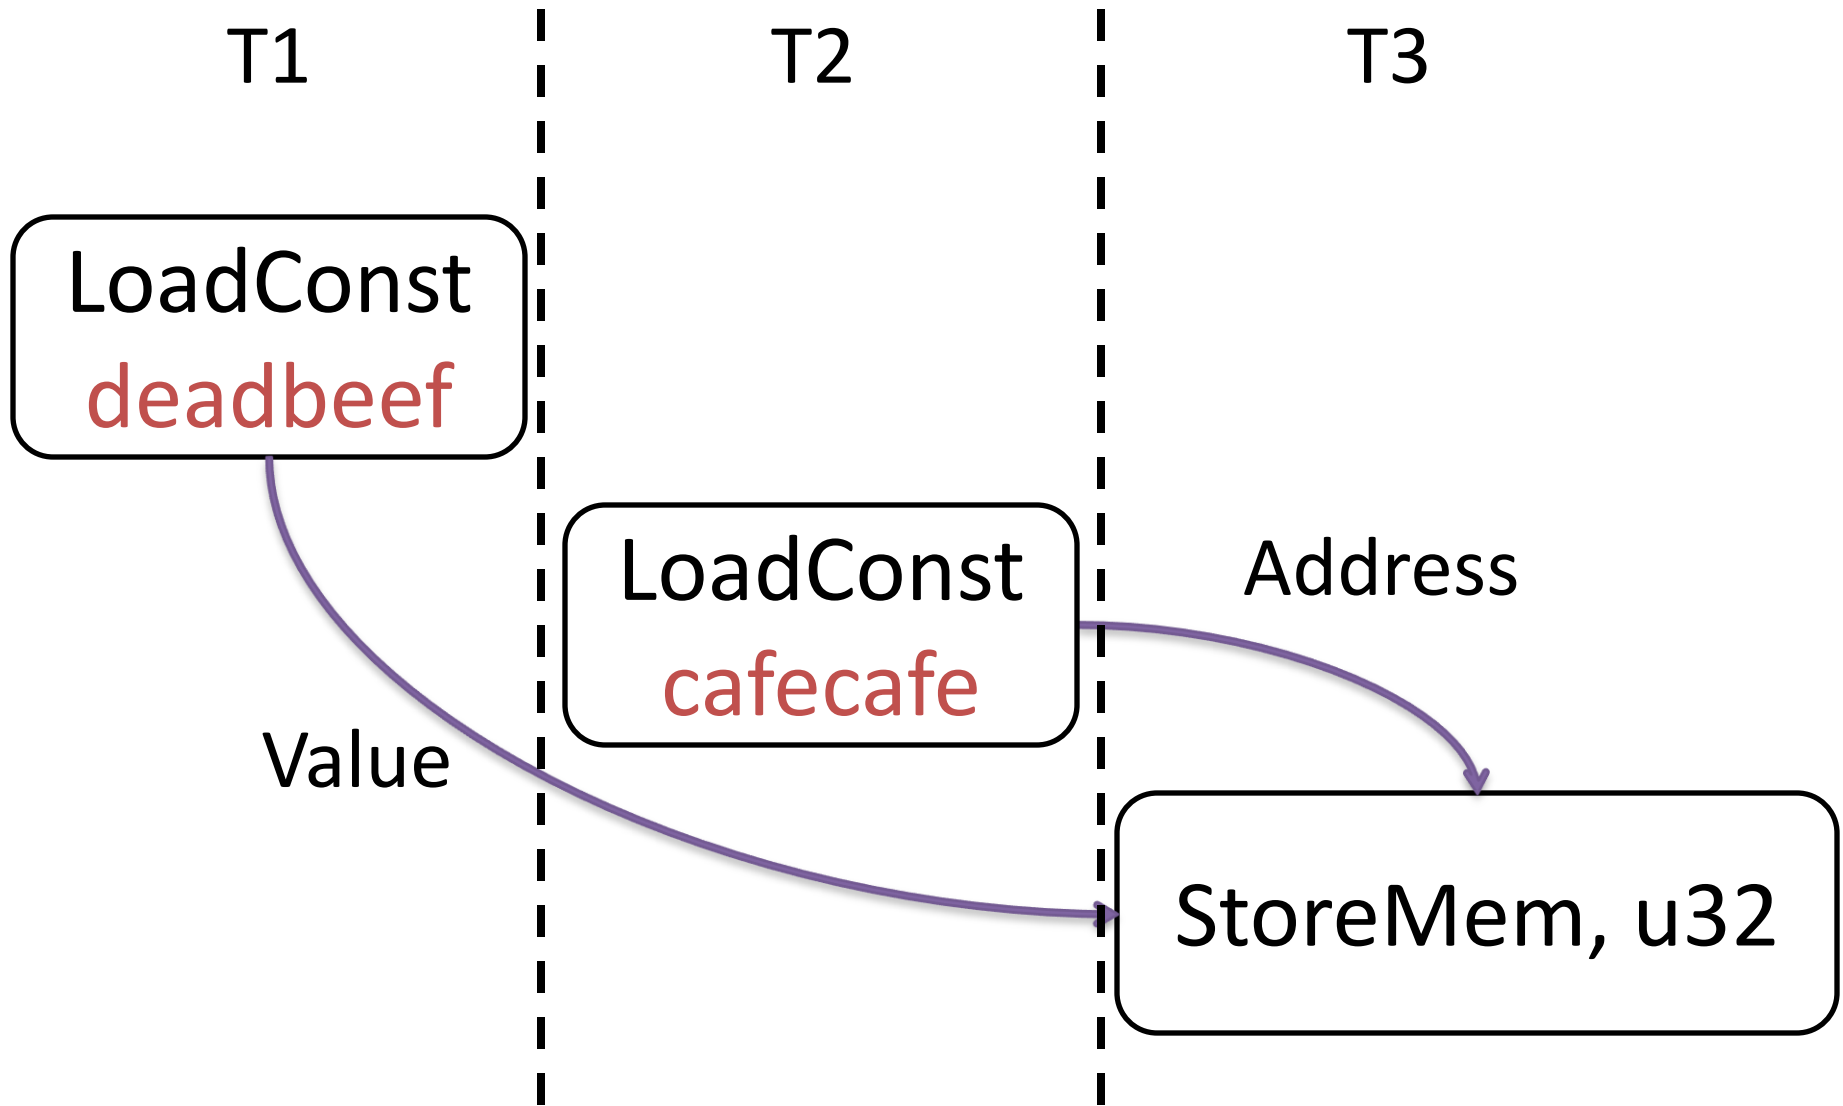 T1
T2
T3
LoadConst
deadbeef
LoadConst
cafecafe
Address
Value
StoreMem, u32